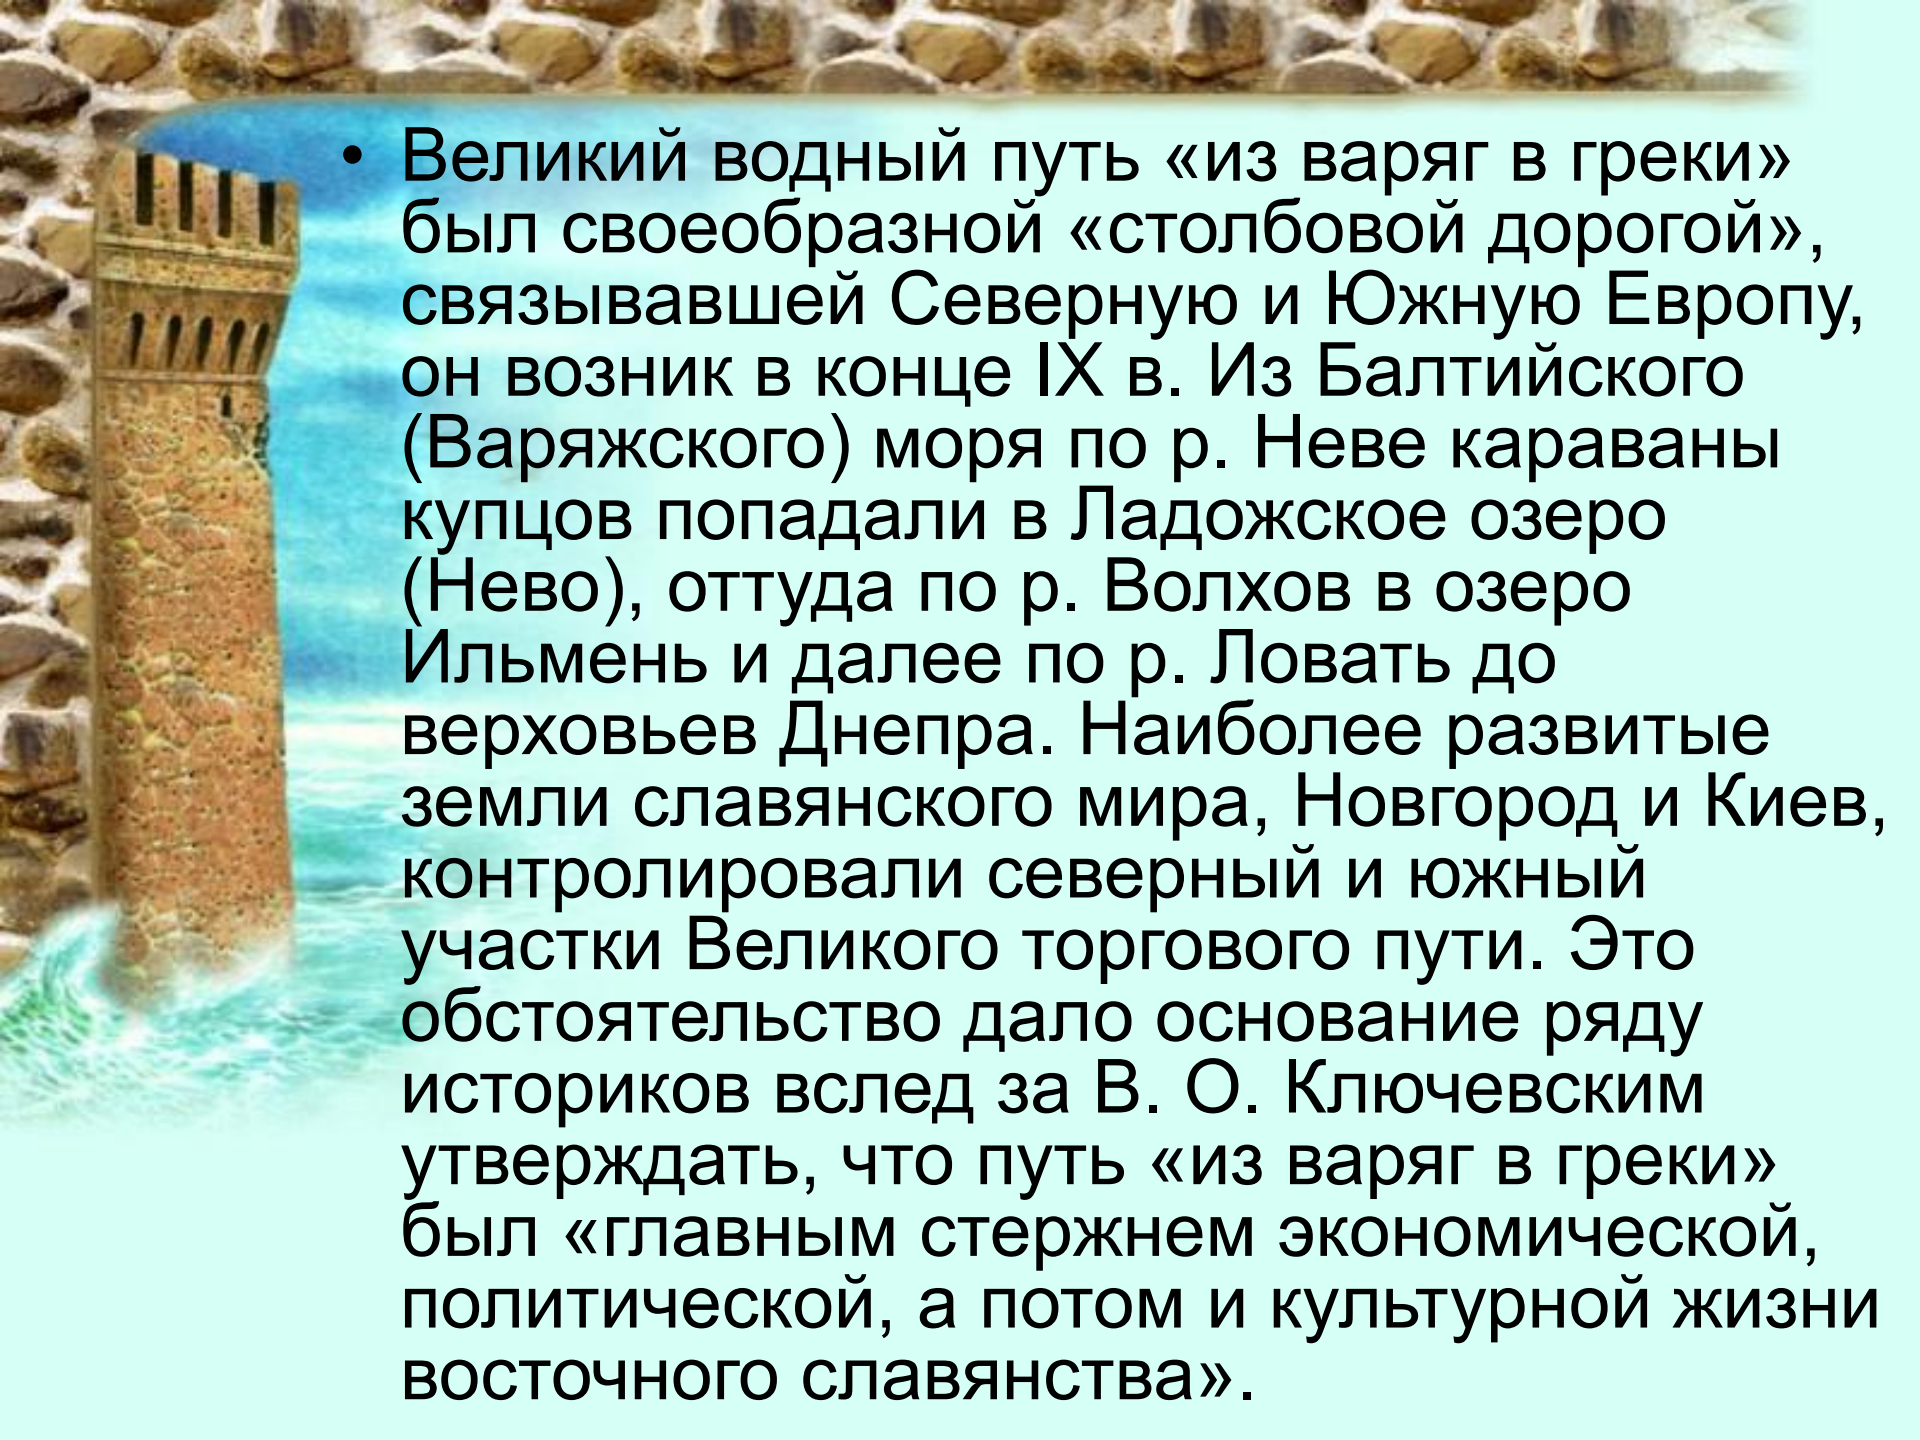 • Великий водный путь «из варяг в греки»
был своеобразной «столбовой дорогой»,
связывавшей Северную и Южную Европу,
он возник в конце IX в. Из Балтийского
(Варяжского) моря по р. Неве караваны
купцов попадали в Ладожское озеро
(Нево), оттуда по р. Волхов в озеро
Ильмень и далее по р. Ловать до
верховьев Днепра. Наиболее развитые
земли славянского мира, Новгород и Киев,
контролировали северный и южный
участки Великого торгового пути. Это
обстоятельство дало основание ряду
историков вслед за В. О. Ключевским
утверждать, что путь «из варяг в греки»
был «главным стержнем экономической,
политической, а потом и культурной жизни
восточного славянства».